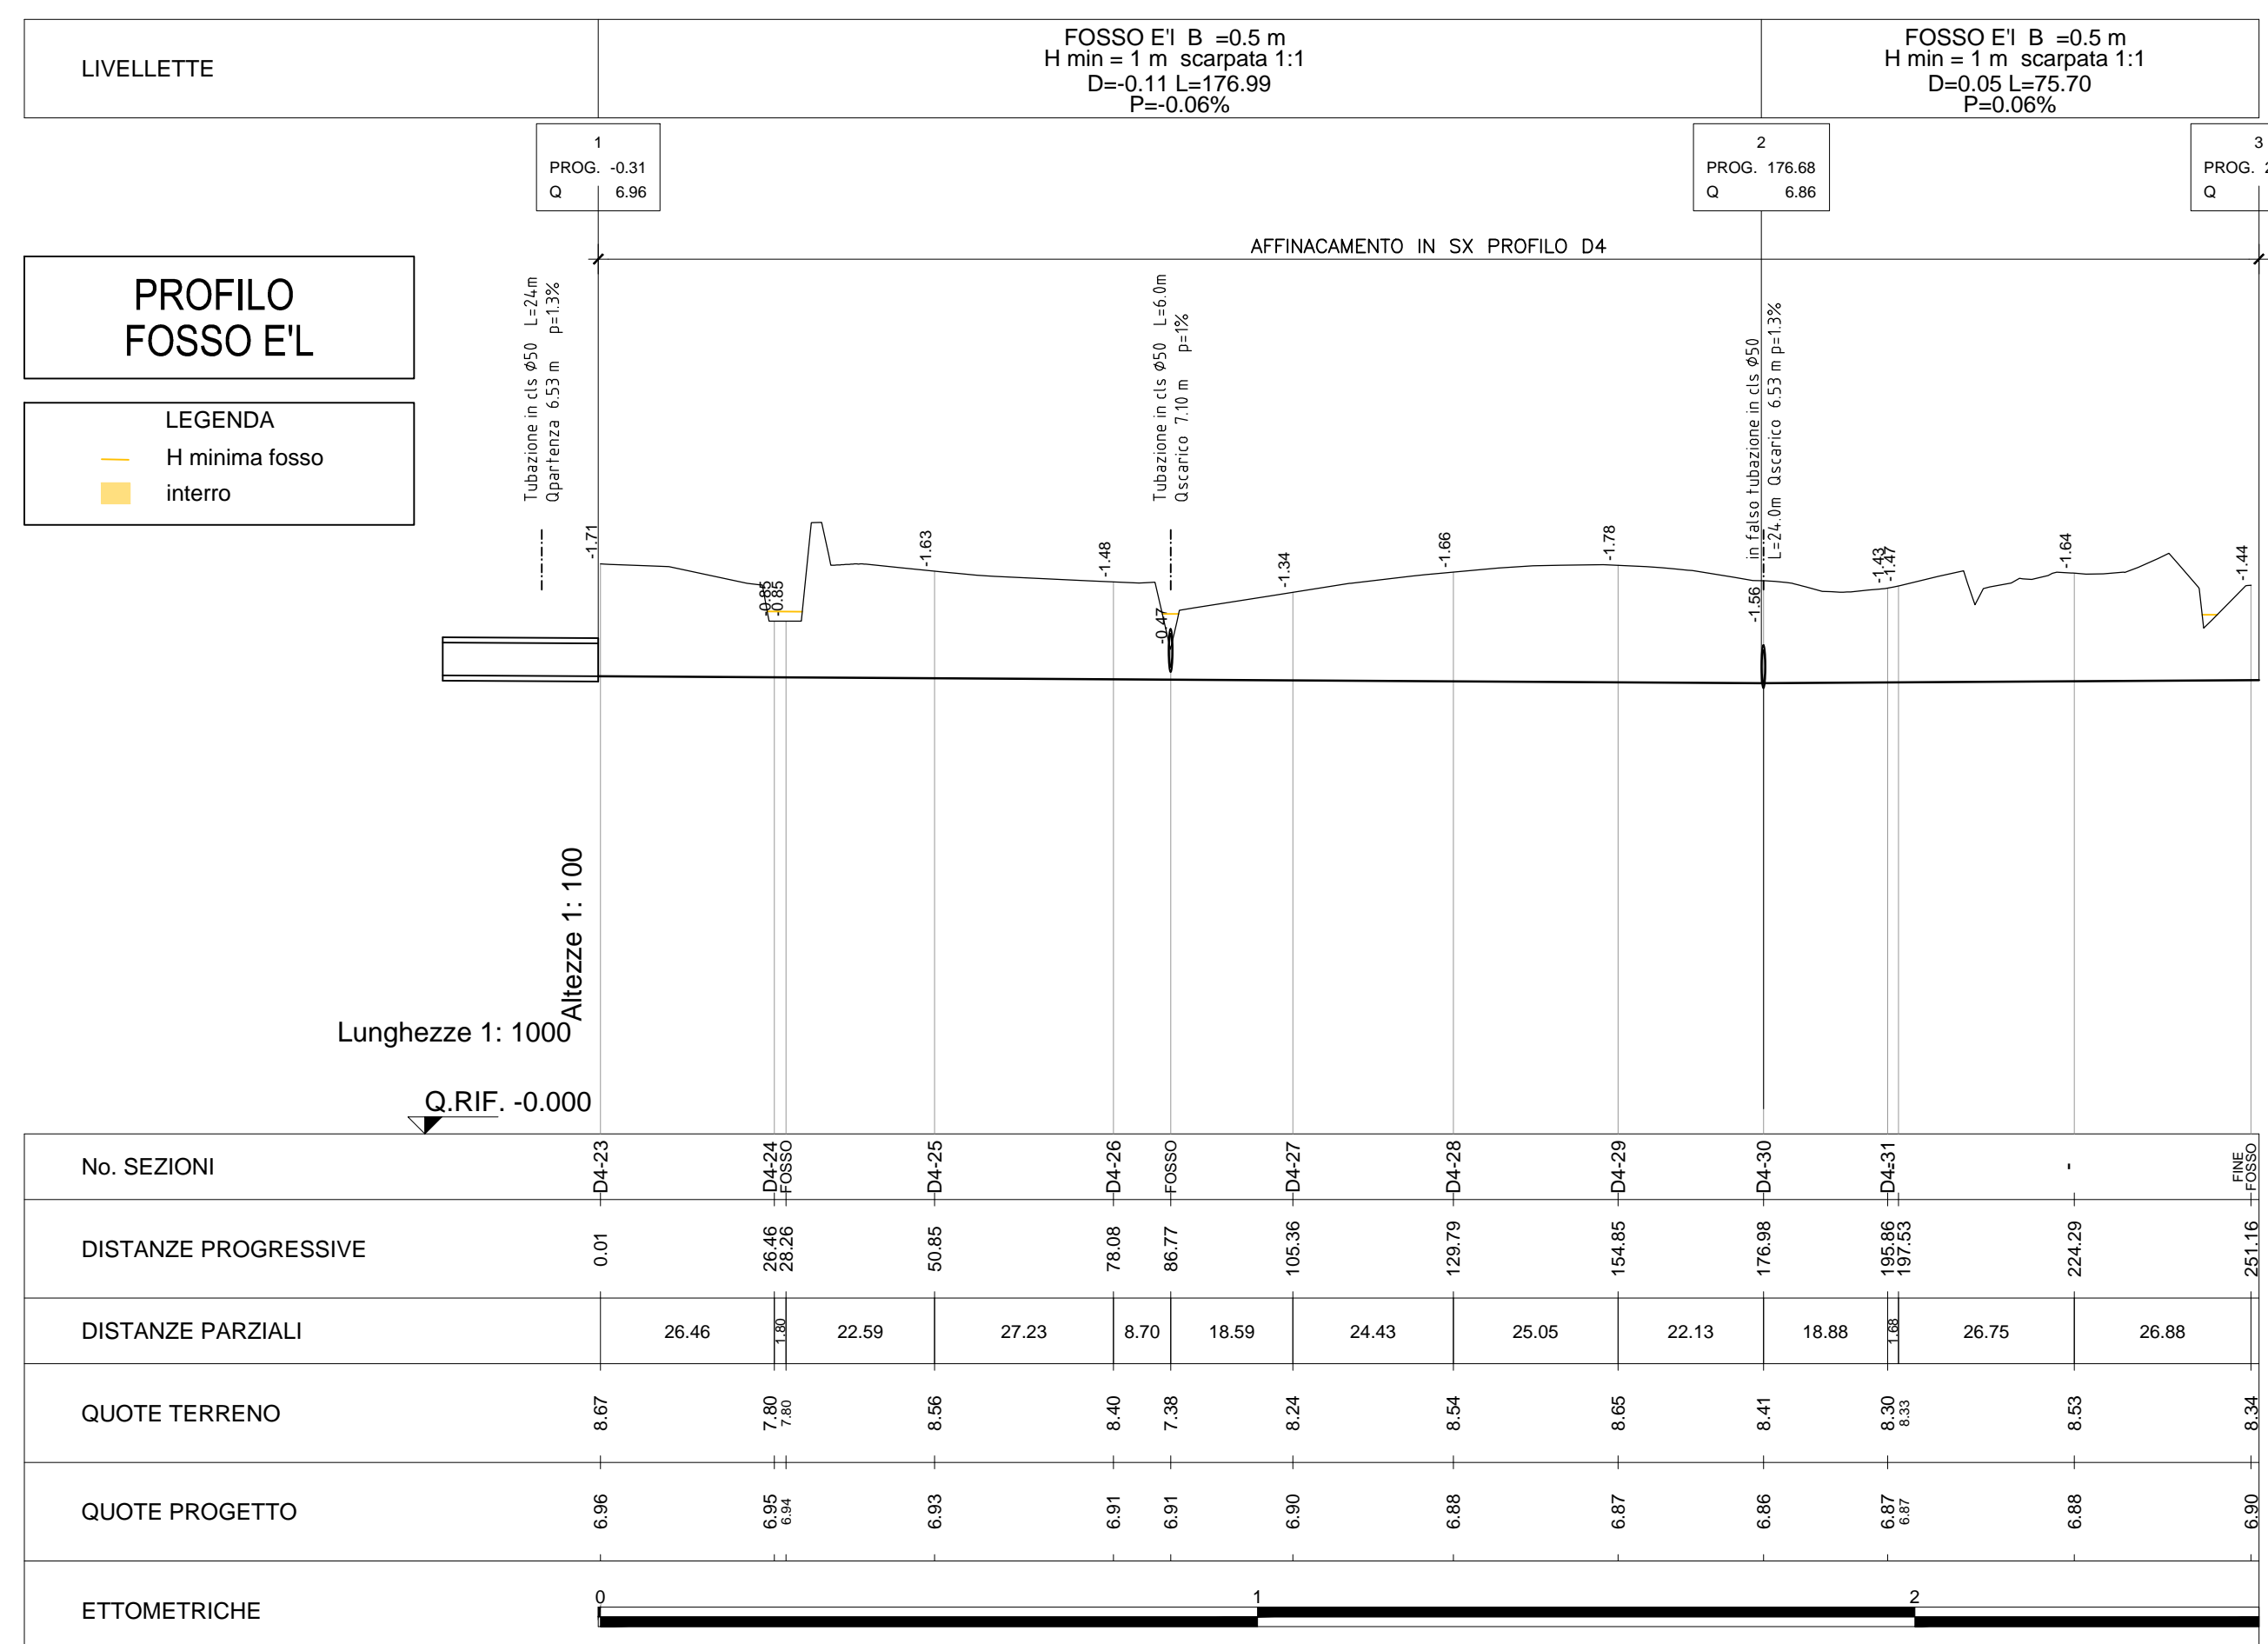 LIVELLETTE
FOSSO E'l B =0.5 m
H min = 1 m scarpata 1:1
D=-0.11 L=176.99
P=-0.06%
FOSSO E'l B =0.5 m
H min = 1 m scarpata 1:1
D=0.05 L=75.70
P=0.06%
1
PROG. -0.31
Q 6.96
2
PROG. 176.68
Q 6.86
3
PROG.
Q
AFFINACAMENTO IN SX PROFILO D4
PROFILO
FOSSO E'L
LEGENDA
H minima fosso
interro
Tubazione in cls Ø50 L=24m
Qpartenza 6.53 m p=1.3%
Tubazione in cls Ø50 L=6.0m
Qscarico 7.10 m p=1%
in falso tubazione in cls Ø50
L=24.0m Qscarico 6.53 m p=1.3%
-1.71
-0.85
-0.85
-1.63
-1.48
-0.47
-1.34
-1.66
-1.78
-1.56
-1.43
-1.47
-1.64
-1.44
Altezze 1: 100
Lunghezze 1: 1000
Q.RIF. -0.000
No. SEZIONI
D4-23
D4-24
FOSSO
D4-25
D4-26
FOSSO
D4-27
D4-28
D4-29
D4-30
D4-31
-
-
FINE
FOSSO
DISTANZE PROGRESSIVE
0.01
26.46
28.26
50.85
78.08
86.77
105.36
129.79
154.85
176.98
195.86
197.53
224.29
251.16
DISTANZE PARZIALI
26.46
1.80
22.59
27.23
8.70
18.59
24.43
25.05
22.13
18.88
1.68
26.75
26.88
QUOTE TERRENO
8.67
7.80
7.80
8.56
8.40
7.38
8.24
8.54
8.65
8.41
8.30
8.33
8.53
8.34
QUOTE PROGETTO
6.96
6.95
6.94
6.93
6.91
6.91
6.90
6.88
6.87
6.86
6.87
6.87
6.88
6.90
ETTOMETRICHE
0
1
2